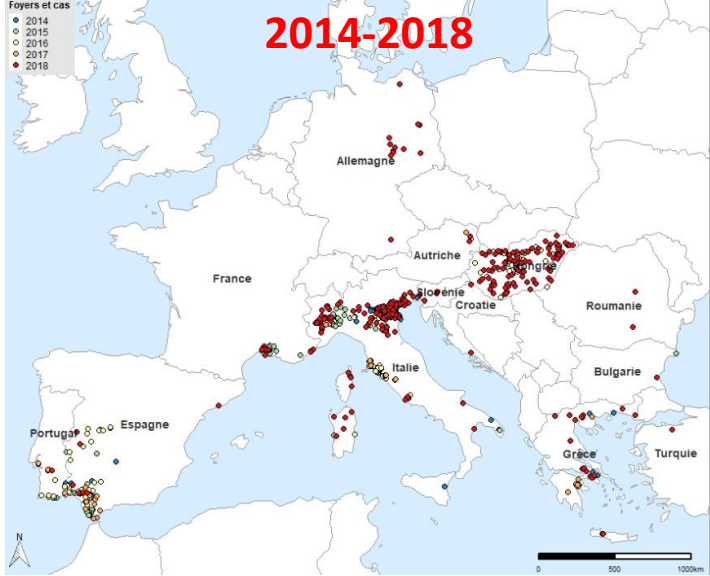 Foyers et cas
2014
2015
2016
2017
2018
2014-2018
Allemagne
Autriche
Hongrie
France
Slovénie
Croatie
Roumanie
Italie
Bulgarie
Portugal
Espagne
Grèce
Turquie
N
0
500
1000km